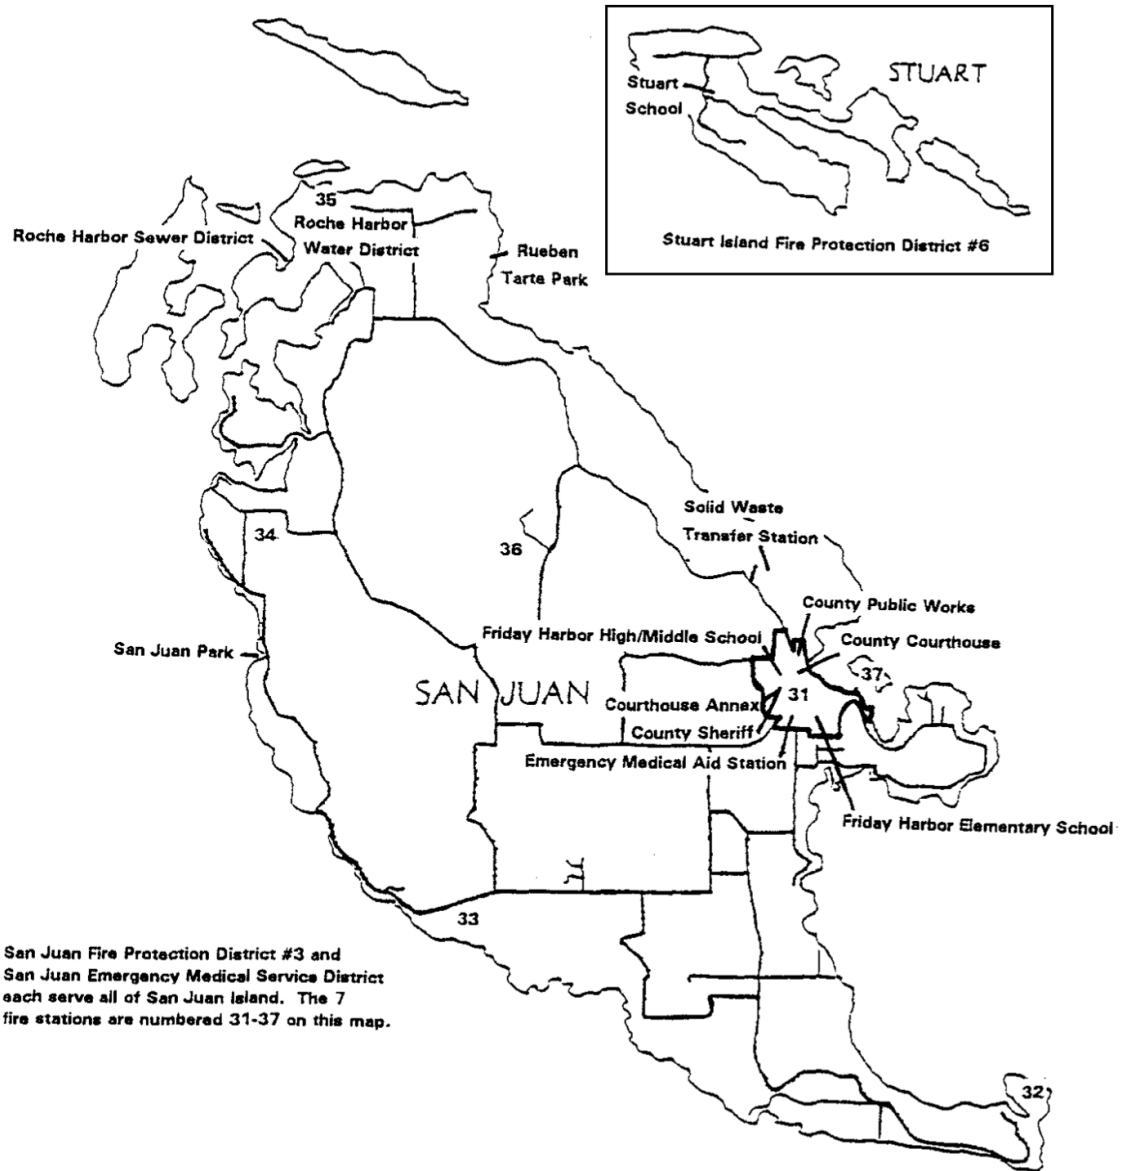 STUART
Stuart
School
Stuart Island Fire Protection District #6
35
Roche Harbor Sewer District
Roche Harbor
Water District
Rueben
Tarte Park
Solid Waste
Transfer Station
34
36
County Public Works
Friday Harbor High/Middle School
County Courthouse
San Juan Park
37
SAN JUAN
31
Courthouse Annex
County Sheriff
Emergency Medical Aid Station
Friday Harbor Elementary School
33
San Juan Fire Protection District #3 and
San Juan Emergency Medical Service District
each serve all of San Juan Island. The 7
fire stations are numbered 31-37 on this map.
32